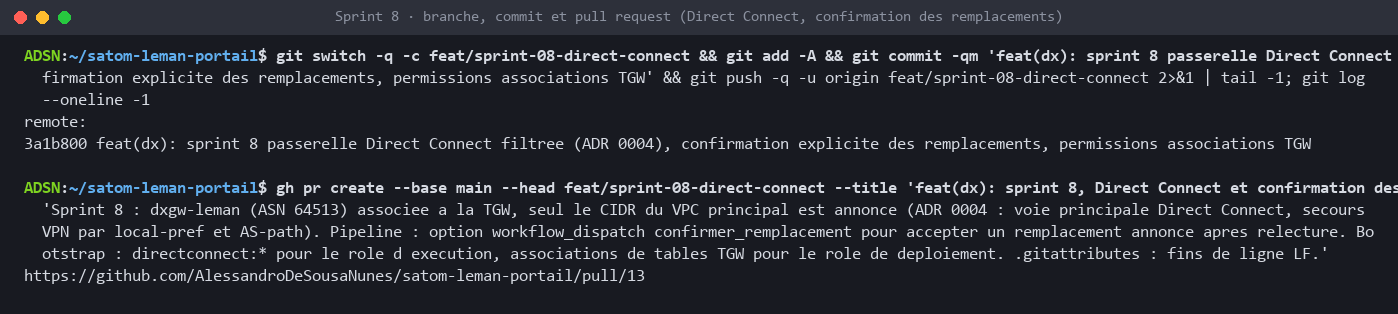 Sprint 8 · branche, commit et pull request (Direct Connect, confirmation des remplacements)
ADSN:~/satom-leman-portail$ git switch -q -c feat/sprint-08-direct-connect && git add -A && git commit -qm 'feat(dx): sprint 8 passerelle Direct Connect
firmation explicite des remplacements, permissions associations TGW' && git push -q -u origin feat/sprint-08-direct-connect 2>&1 | tail -1; git log
--oneline -1
remote:
3a1b800 feat(dx): sprint 8 passerelle Direct Connect filtree (ADR 0004), confirmation explicite des remplacements, permissions associations TGW
ADSN:~/satom-leman-portail$ gh pr create --base main --head feat/sprint-08-direct-connect --title 'feat(dx): sprint 8, Direct Connect et confirmation des
'Sprint 8 : dxgw-leman (ASN 64513) associee a la TGW, seul le CIDR du VPC principal est annonce (ADR 0004 : voie principale Direct Connect, secours
VPN par local-pref et AS-path). Pipeline : option workflow_dispatch confirmer_remplacement pour accepter un remplacement annonce apres relecture. Bo
otstrap : directconnect:* pour le role d execution, associations de tables TGW pour le role de deploiement. .gitattributes : fins de ligne LF.'
https://github.com/AlessandroDeSousaNunes/satom-leman-portail/pull/13